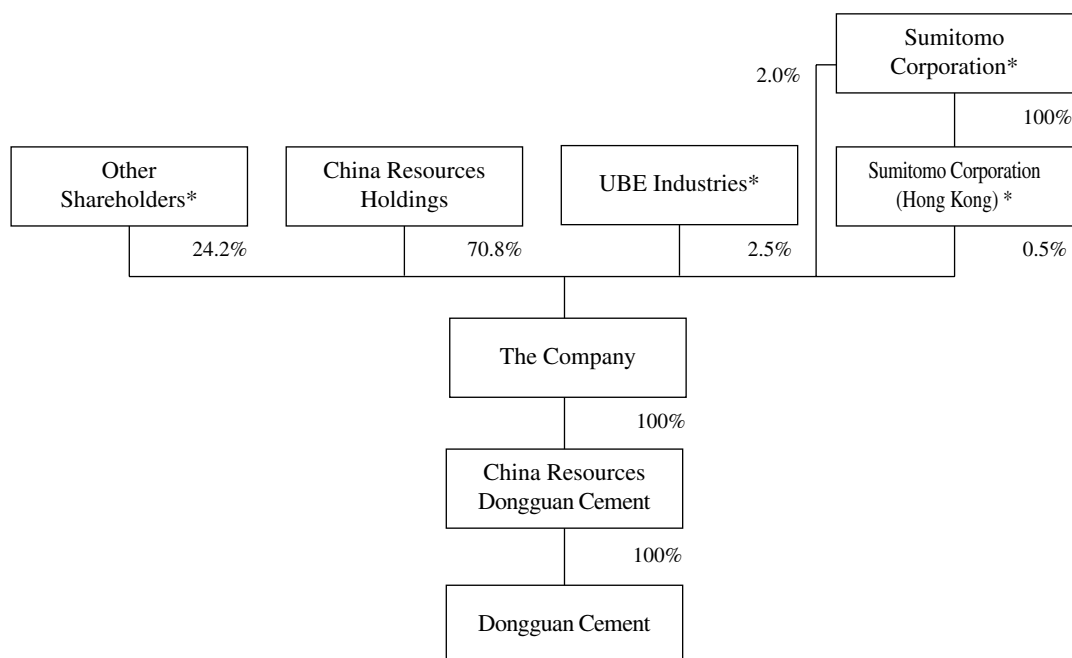 Sumitomo
Corporation*
2.0%
100%
Other
Shareholders*
China Resources
Holdings
UBE Industries*
Sumitomo Corporation
(Hong Kong) *
24.2%
70.8%
2.5%
0.5%
The Company
100%
China Resources
Dongguan Cement
100%
Dongguan Cement